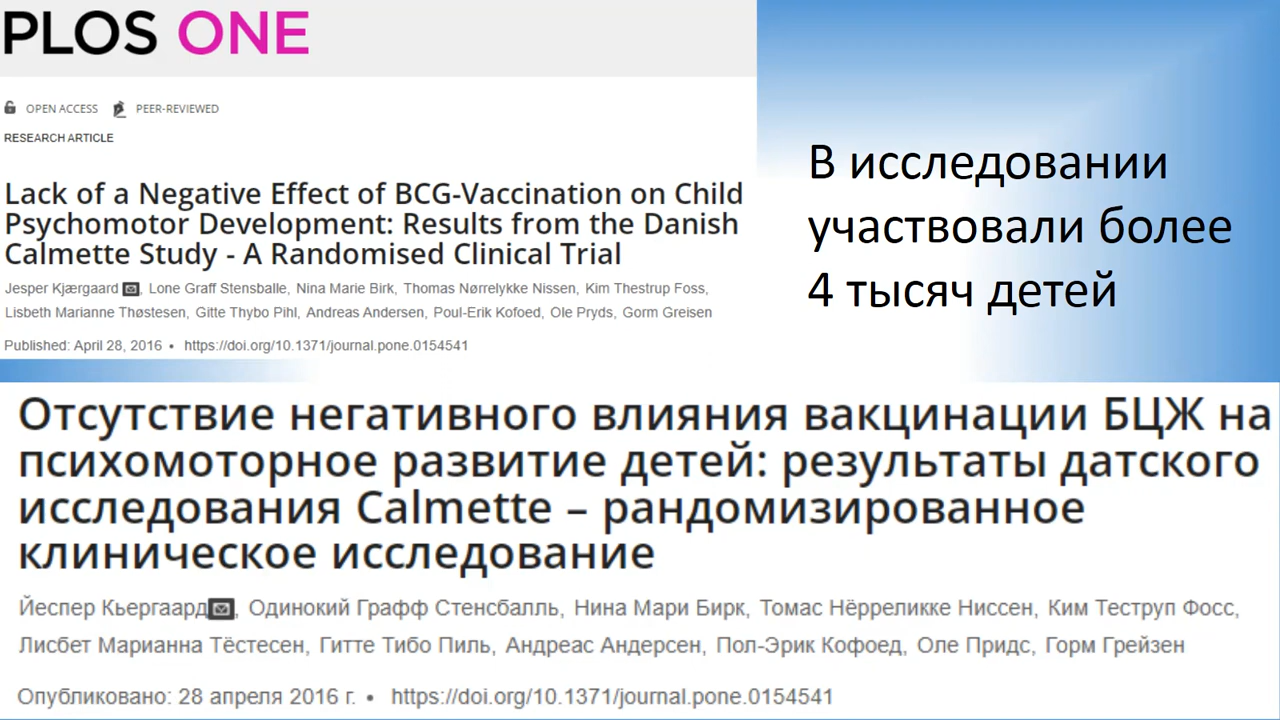 PLOS ONE
OPEN ACCESS PEER-REVIEWED
RESEARCH ARTICLE
Lack of a Negative Effect of BCG-Vaccination on Child
Psychomotor Development: Results from the Danish
Calmette Study - A Randomised Clinical Trial
Jesper Kjærgaard, Lone Graff Stensballe, Nina Marie Birk, Thomas Nørrelykke Nissen, Kim Thestrup Foss,
Lisbeth Marianne Thøstesen, Gitte Thybo Pihl, Andreas Andersen, Poul-Erik Kofoed, Ole Pryds, Gorm Greisen
Published: April 28, 2016 • https://doi.org/10.1371/journal.pone.0154541
В исследовании
участвовали более
4 тысяч детей
Отсутствие негативного влияния вакцинации БЦЖ на
психомоторное развитие детей: результаты датского
исследования Calmette – рандомизированное
клиническое исследование
Йеспер Кьергаард, Одинокий Графф Стенсбалль, Нина Мари Бирк, Томас Нёрреликке Ниссен, Ким Теструп Фосс,
Лисбет Марианна Тёстесен, Гитте Тибо Пиль, Андреас Андерсен, Пол-Эрик Кофоед, Оле Придс, Горм Грейзен
Опубликовано: 28 апреля 2016 г. • https://doi.org/10.1371/journal.pone.0154541